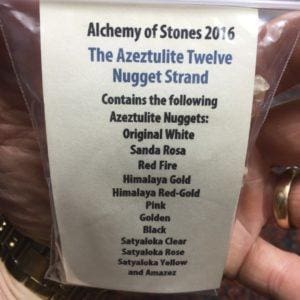 Alchemy of Stones 2016
The Azeztulite Twelve
Nugget Strand
Contains the following
Azeztulite Nuggets:
Original White
Sanda Rosa
Red Fire
Himalaya Gold
Himalaya Red-Gold
Pink
Golden
Black
Satyaloka Clear
Satyaloka Rose
Satyaloka Yellow
and Amazez